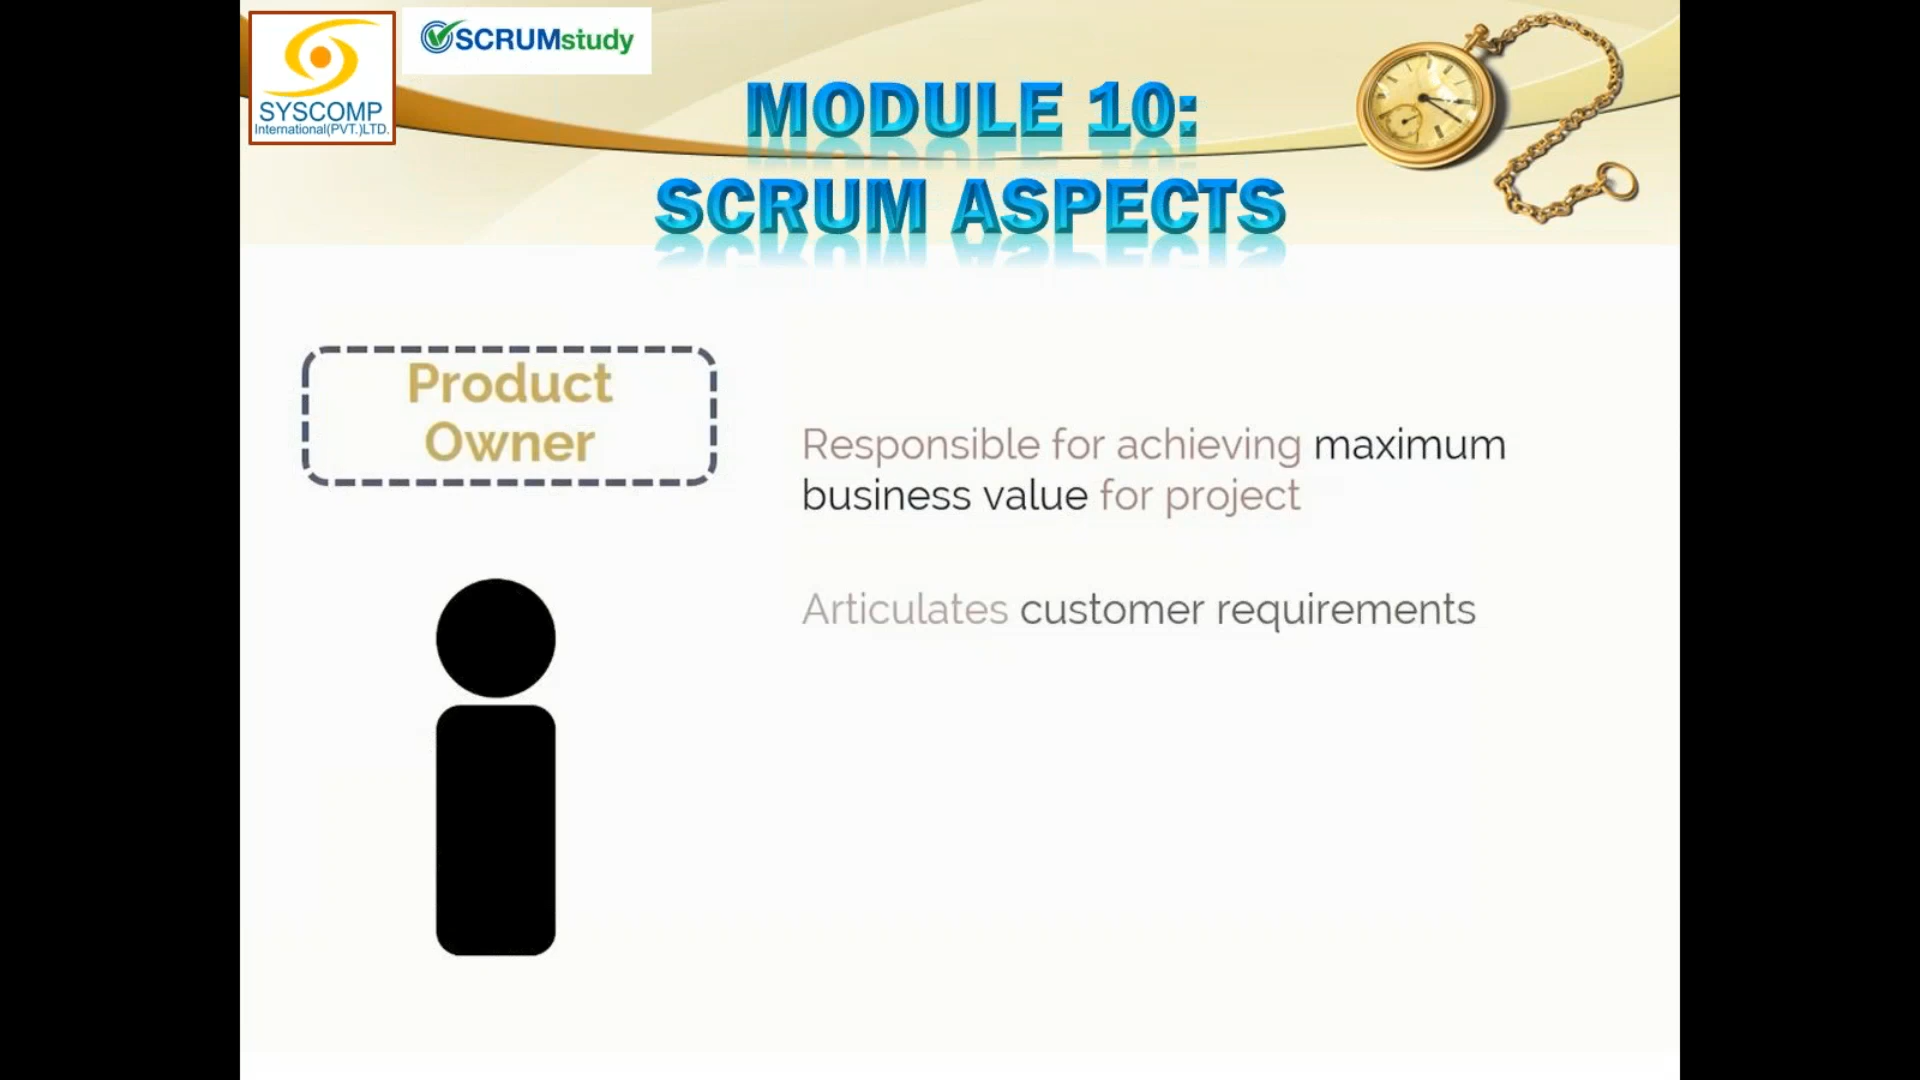 SYSCOMP
International(PVT.)LTD.
SCRUMstudy
MODULE 10:
SCRUM ASPECTS
Product
Owner
Responsible for achieving maximum
business value for project
Articulates customer requirements